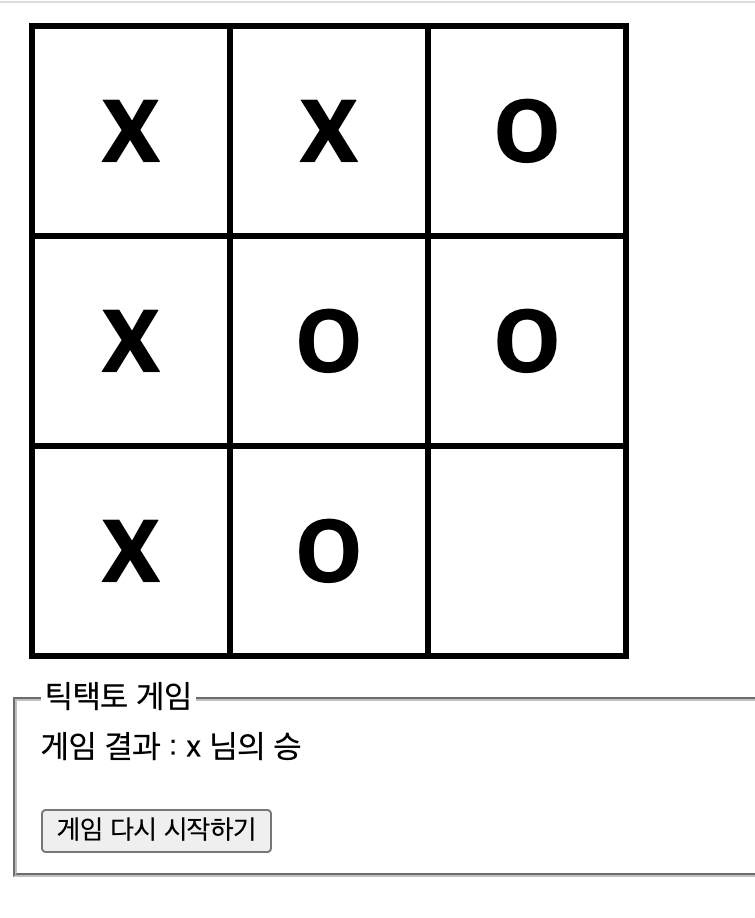 X X O
X O O
X O
틱택토 게임
게임 결과 : x 님의 승
게임 다시 시작하기